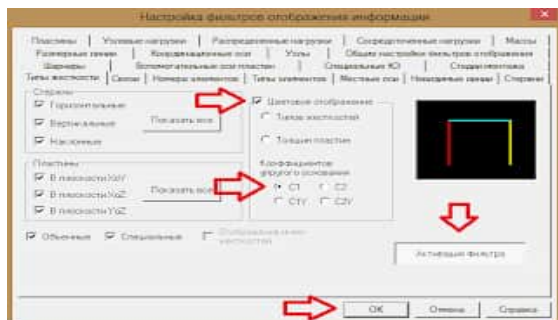 Настройка фильтров отображения информации
Пластины | Узловые нагрузки | Распределенные нагрузки | Сосредоточенные нагрузки | Массы
Размерные линии | Координационные оси | Узлы | Общие настройки фильтров отображения
Шарниры | Вспомогательные оси пластин | Специальные КЭ | Стадии монтажа
Типы жесткости | Связи | Номера элементов | Типы элементов | Местные оси | Невидимые линии | Стержни
Стержни
Горизонтальные
Вертикальные
Наклонные
Показать все
Цветовое отображение
Типов жесткостей
Толщин пластин
Коэффициентов упругого основания
C1 C2
C1Y C2Y
Пластины
В плоскости XoY
В плоскости XoZ
В плоскости YoZ
Показать все
Объемные Специальные
жесткостей
Активация фильтра
OK Отмена Справка